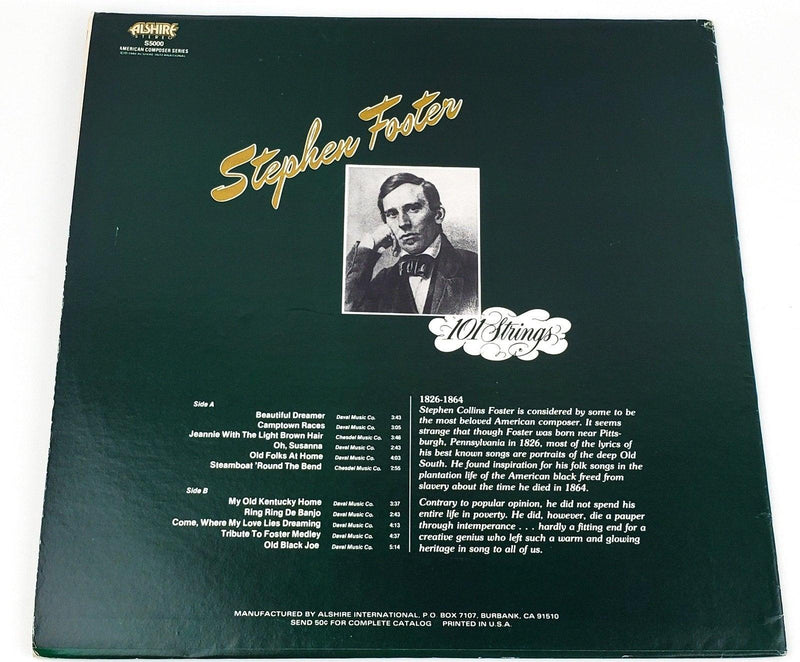 ALSHIRE
STEREO
S5000
AMERICAN COMPOSER SERIES
Stephen Foster
101 Strings
Side A
Beautiful Dreamer Daval Music Co. 3:43
Camptown Races Daval Music Co. 3:05
Jeannie With The Light Brown Hair Chesdel Music Co. 3:46
Oh, Susanna Daval Music Co. 2:43
Old Folks At Home Daval Music Co. 4:03
Steamboat 'Round The Bend Chesdel Music Co. 2:55
Side B
My Old Kentucky Home Daval Music Co. 3:37
Ring Ring De Banjo Daval Music Co. 2:43
Come, Where My Love Lies Dreaming Daval Music Co. 4:13
Tribute To Foster Medley Daval Music Co. 4:37
Old Black Joe Daval Music Co. 5:14
1826-1864
Stephen Collins Foster is considered by some to be
the most beloved American composer. It seems
strange that though Foster was born near Pitts-
burgh, Pennsylvania in 1826, most of the lyrics of
his best known songs are portraits of the deep Old
South. He found inspiration for his folk songs in the
plantation life of the American black freed from
slavery about the time he died in 1864.
Contrary to popular opinion, he did not spend his
entire life in poverty. He did, however, die a pauper
through intemperance . . . hardly a fitting end for a
creative genius who left such a warm and glowing
heritage in song to all of us.
MANUFACTURED BY ALSHIRE INTERNATIONAL, P.O. BOX 7107, BURBANK, CA 91510
SEND 50¢ FOR COMPLETE CATALOG PRINTED IN U.S.A.